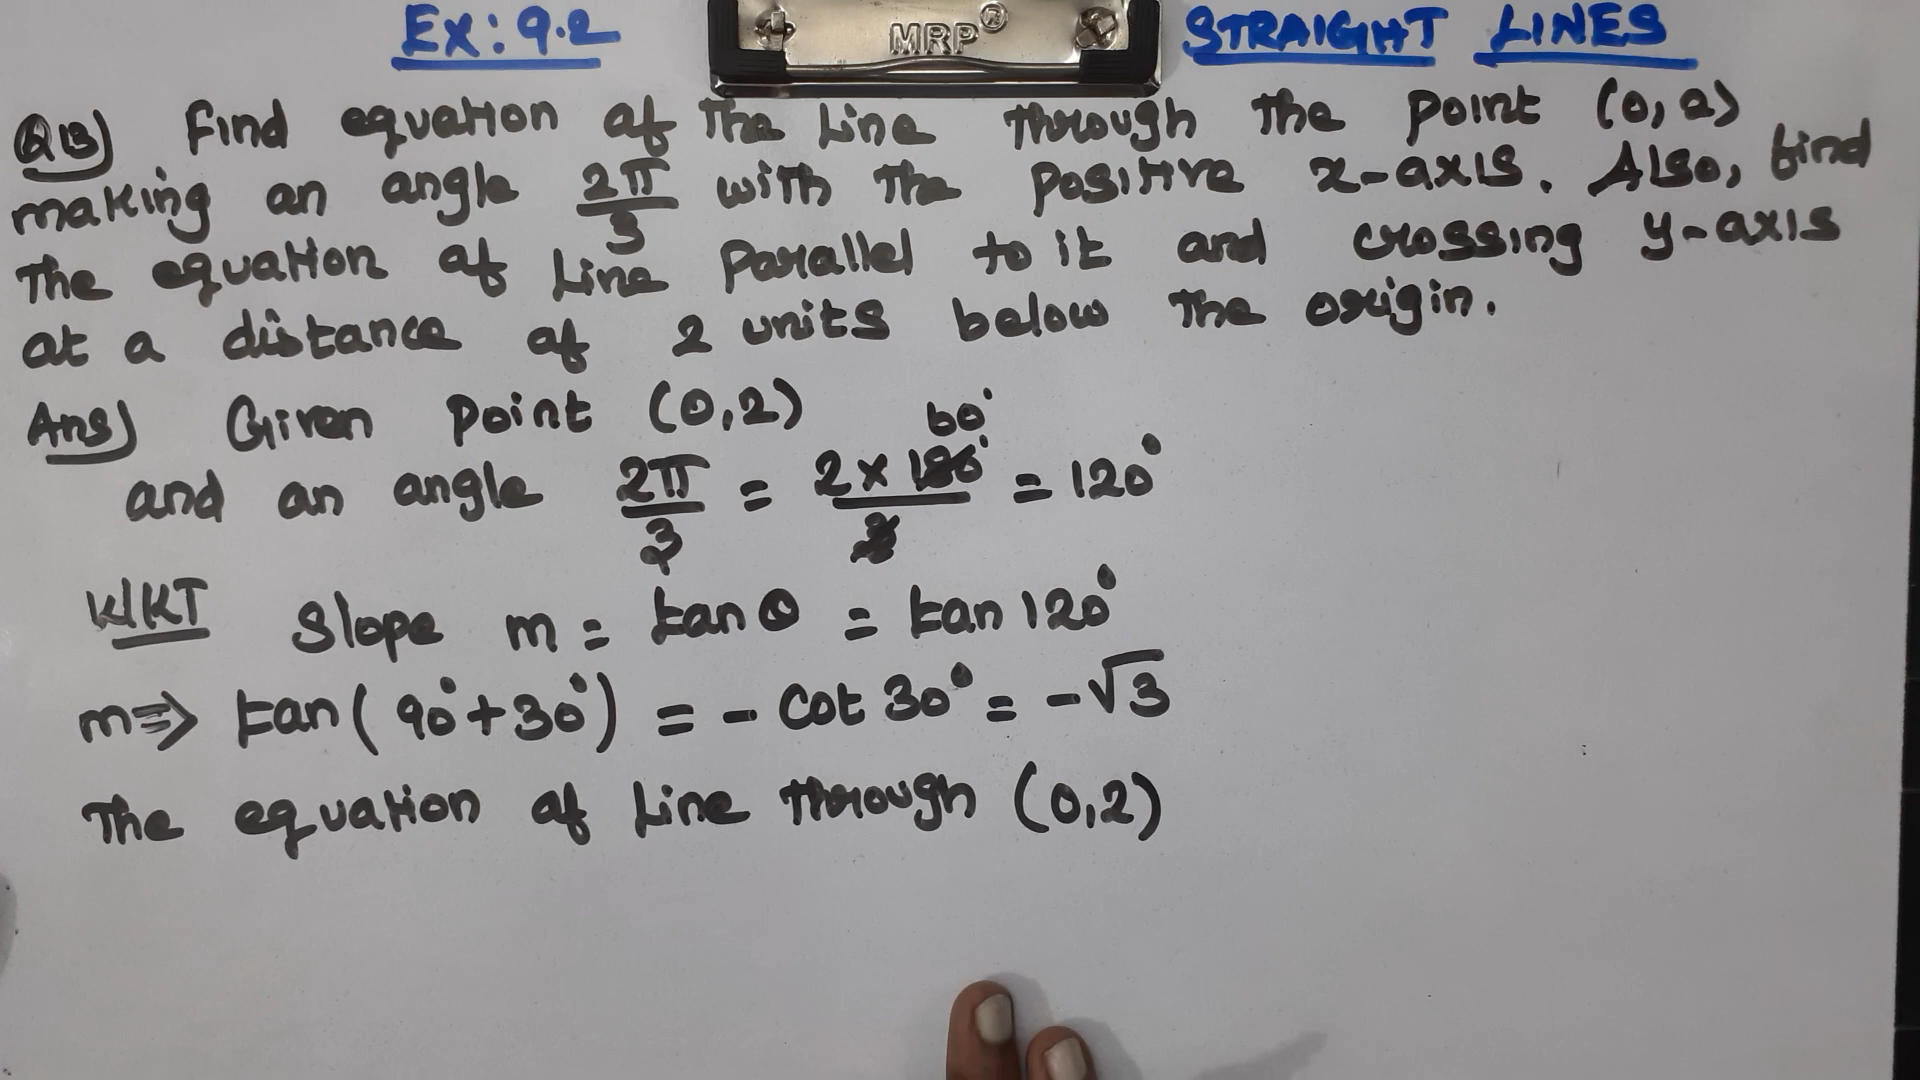 EX: 9.2 MRP® STRAIGHT LINES
Q13) Find equation of the line through the point (0, 2)
making an angle 2π/3 with the positive x-axis. Also, find
the equation of line parallel to it and crossing y-axis
at a distance of 2 units below the origin.
Ans) Given point (0,2)
and an angle 2π/3 = 2 x 180° 60°/3 = 120°
WKT Slope m = tan θ = tan 120°
m => tan( 90°+30°) = - cot 30° = -√3
The equation of line through (0,2)